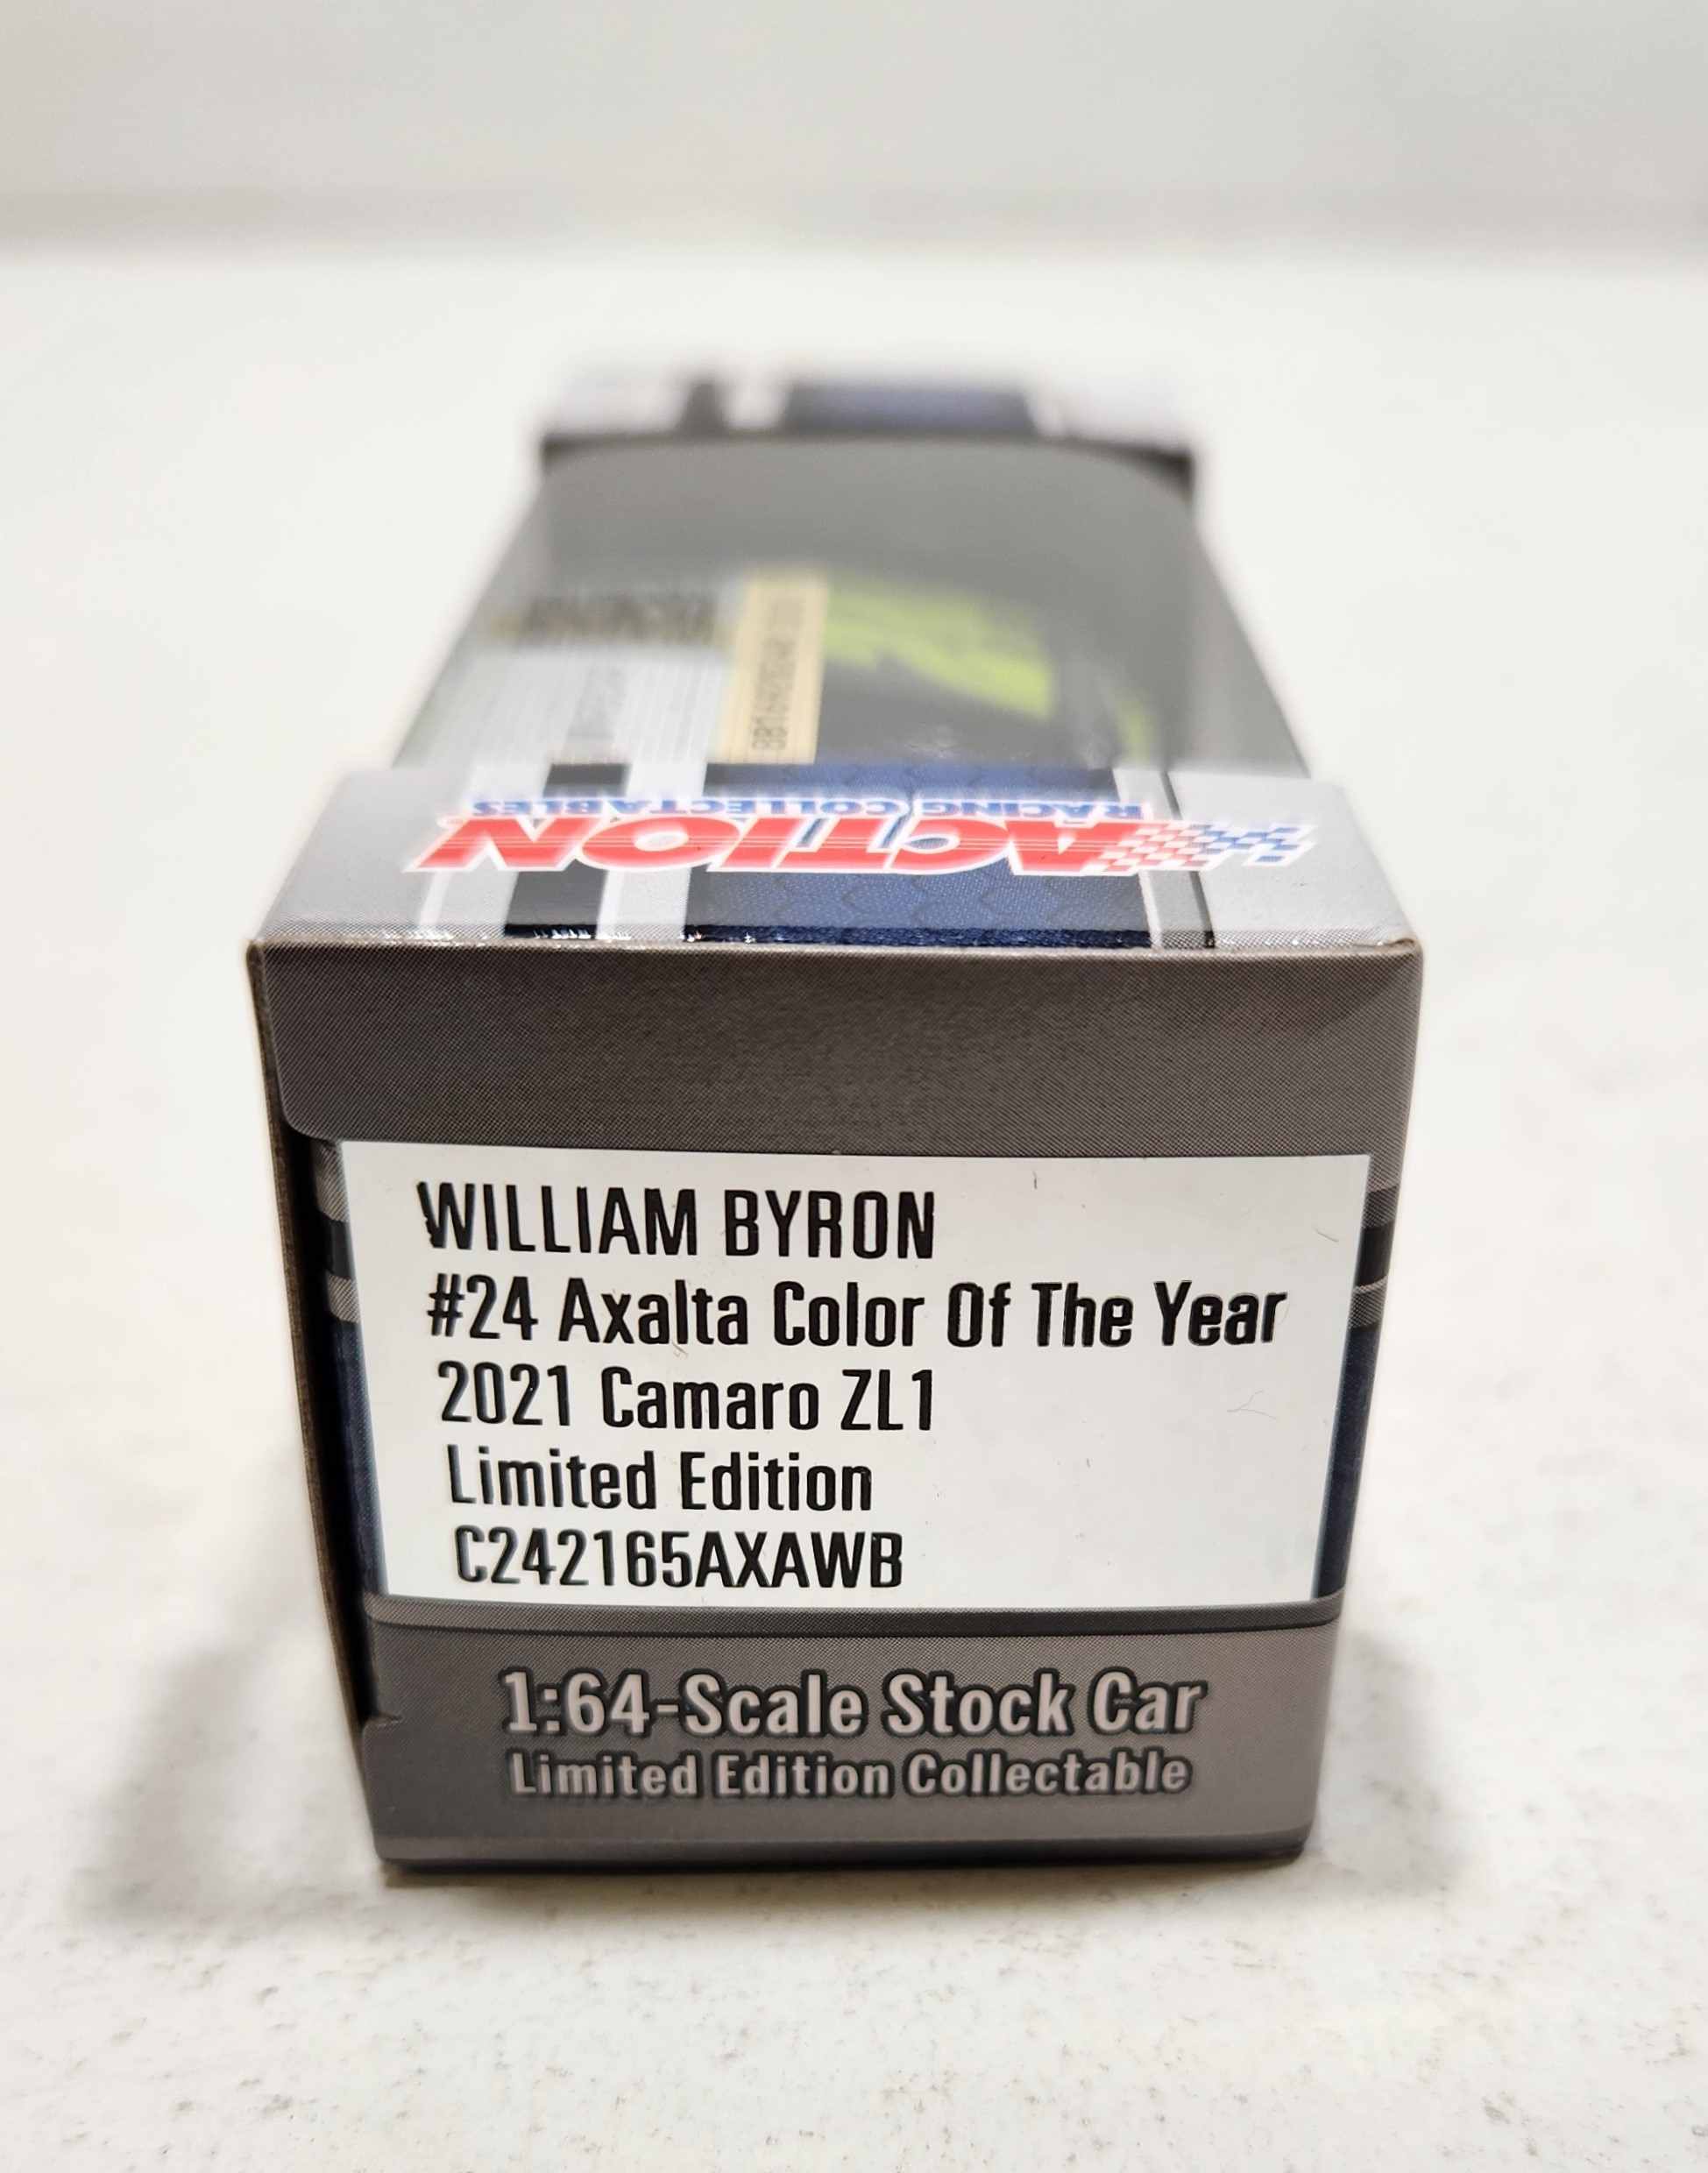 ACTION
RACING COLLECTABLES
WILLIAM BYRON
#24 Axalta Color Of The Year
2021 Camaro ZL1
Limited Edition
C242165AXAWB
1:64-Scale Stock Car
Limited Edition Collectable